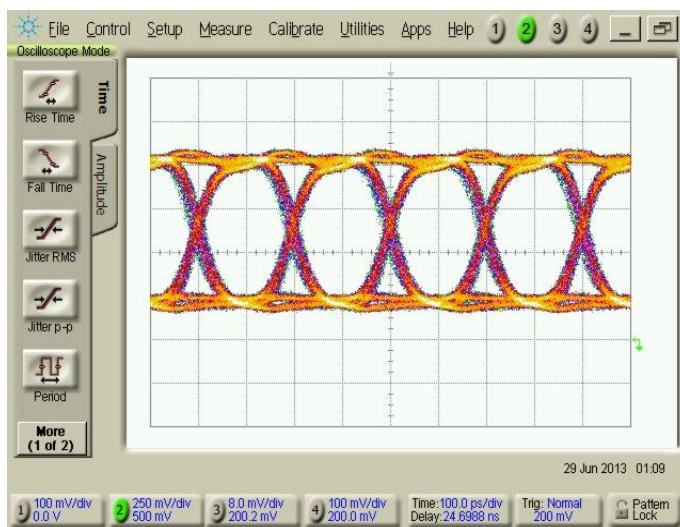 File Control Setup Measure Calibrate Utilities Apps Help 1 2 3 4
Oscilloscope Mode
Time
Amplitude
Rise Time
Fall Time
Jitter RMS
Jitter p-p
Period
More
(1 of 2)
29 Jun 2013 01:09
1 100 mV/div
0.0 V
2 250 mV/div
500 mV
3 8.0 mV/div
200.2 mV
4 100 mV/div
200.0 mV
Time:100.0 ps/div
Delay:24.6988 ns
Trig: Normal
200 mV
Pattern
Lock